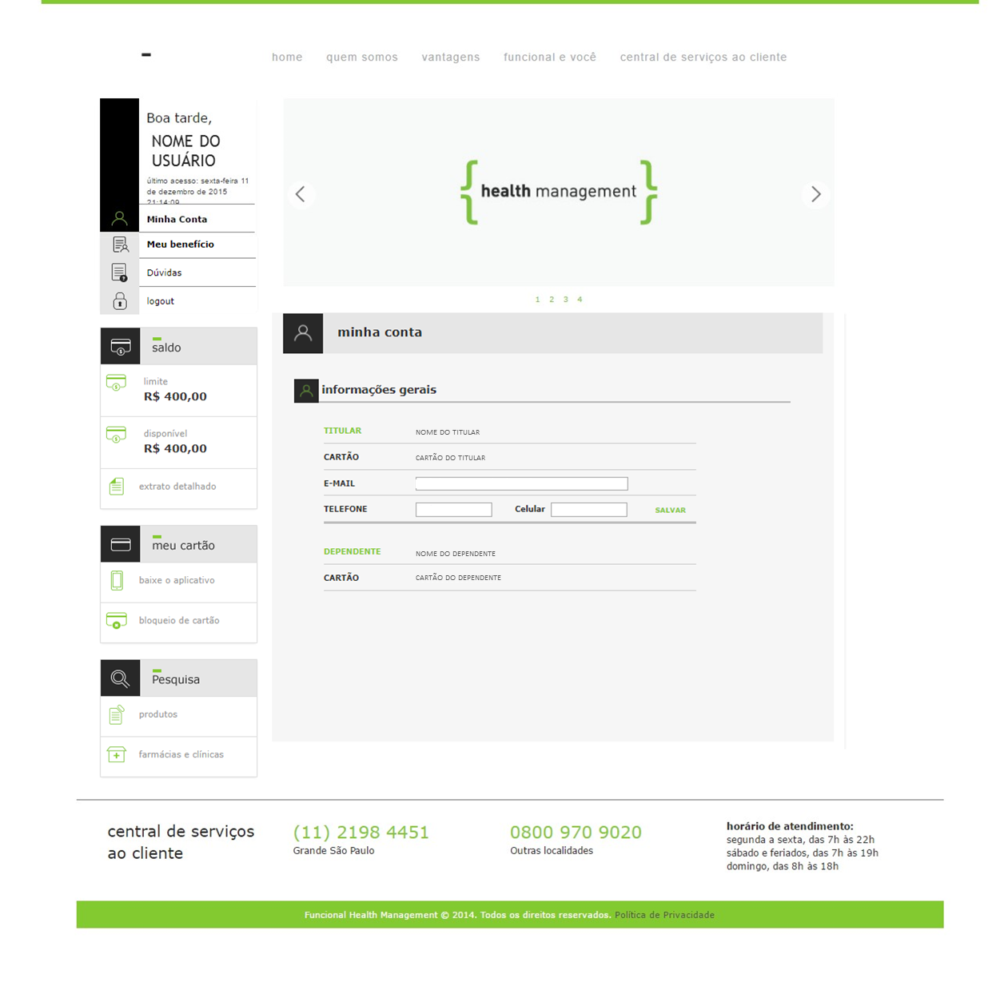 home quem somos vantagens funcional e você central de serviços ao cliente
Boa tarde,
NOME DO
USUÁRIO
último acesso: sexta-feira 11
de dezembro de 2015
21:14:09
Minha Conta
Meu benefício
Dúvidas
logout
saldo
limite
R$ 400,00
disponível
R$ 400,00
extrato detalhado
meu cartão
baixe o aplicativo
bloqueio de cartão
Pesquisa
produtos
farmácias e clínicas
{health management}
1 2 3 4
minha conta
informações gerais
TITULAR NOME DO TITULAR
CARTÃO CARTÃO DO TITULAR
E-MAIL
TELEFONE Celular SALVAR
DEPENDENTE NOME DO DEPENDENTE
CARTÃO CARTÃO DO DEPENDENTE
central de serviços
ao cliente
(11) 2198 4451
Grande São Paulo
0800 970 9020
Outras localidades
horário de atendimento:
segunda a sexta, das 7h às 22h
sábado e feriados, das 7h às 19h
domingo, das 8h às 18h
Funcional Health Management © 2014. Todos os direitos reservados. Política de Privacidade